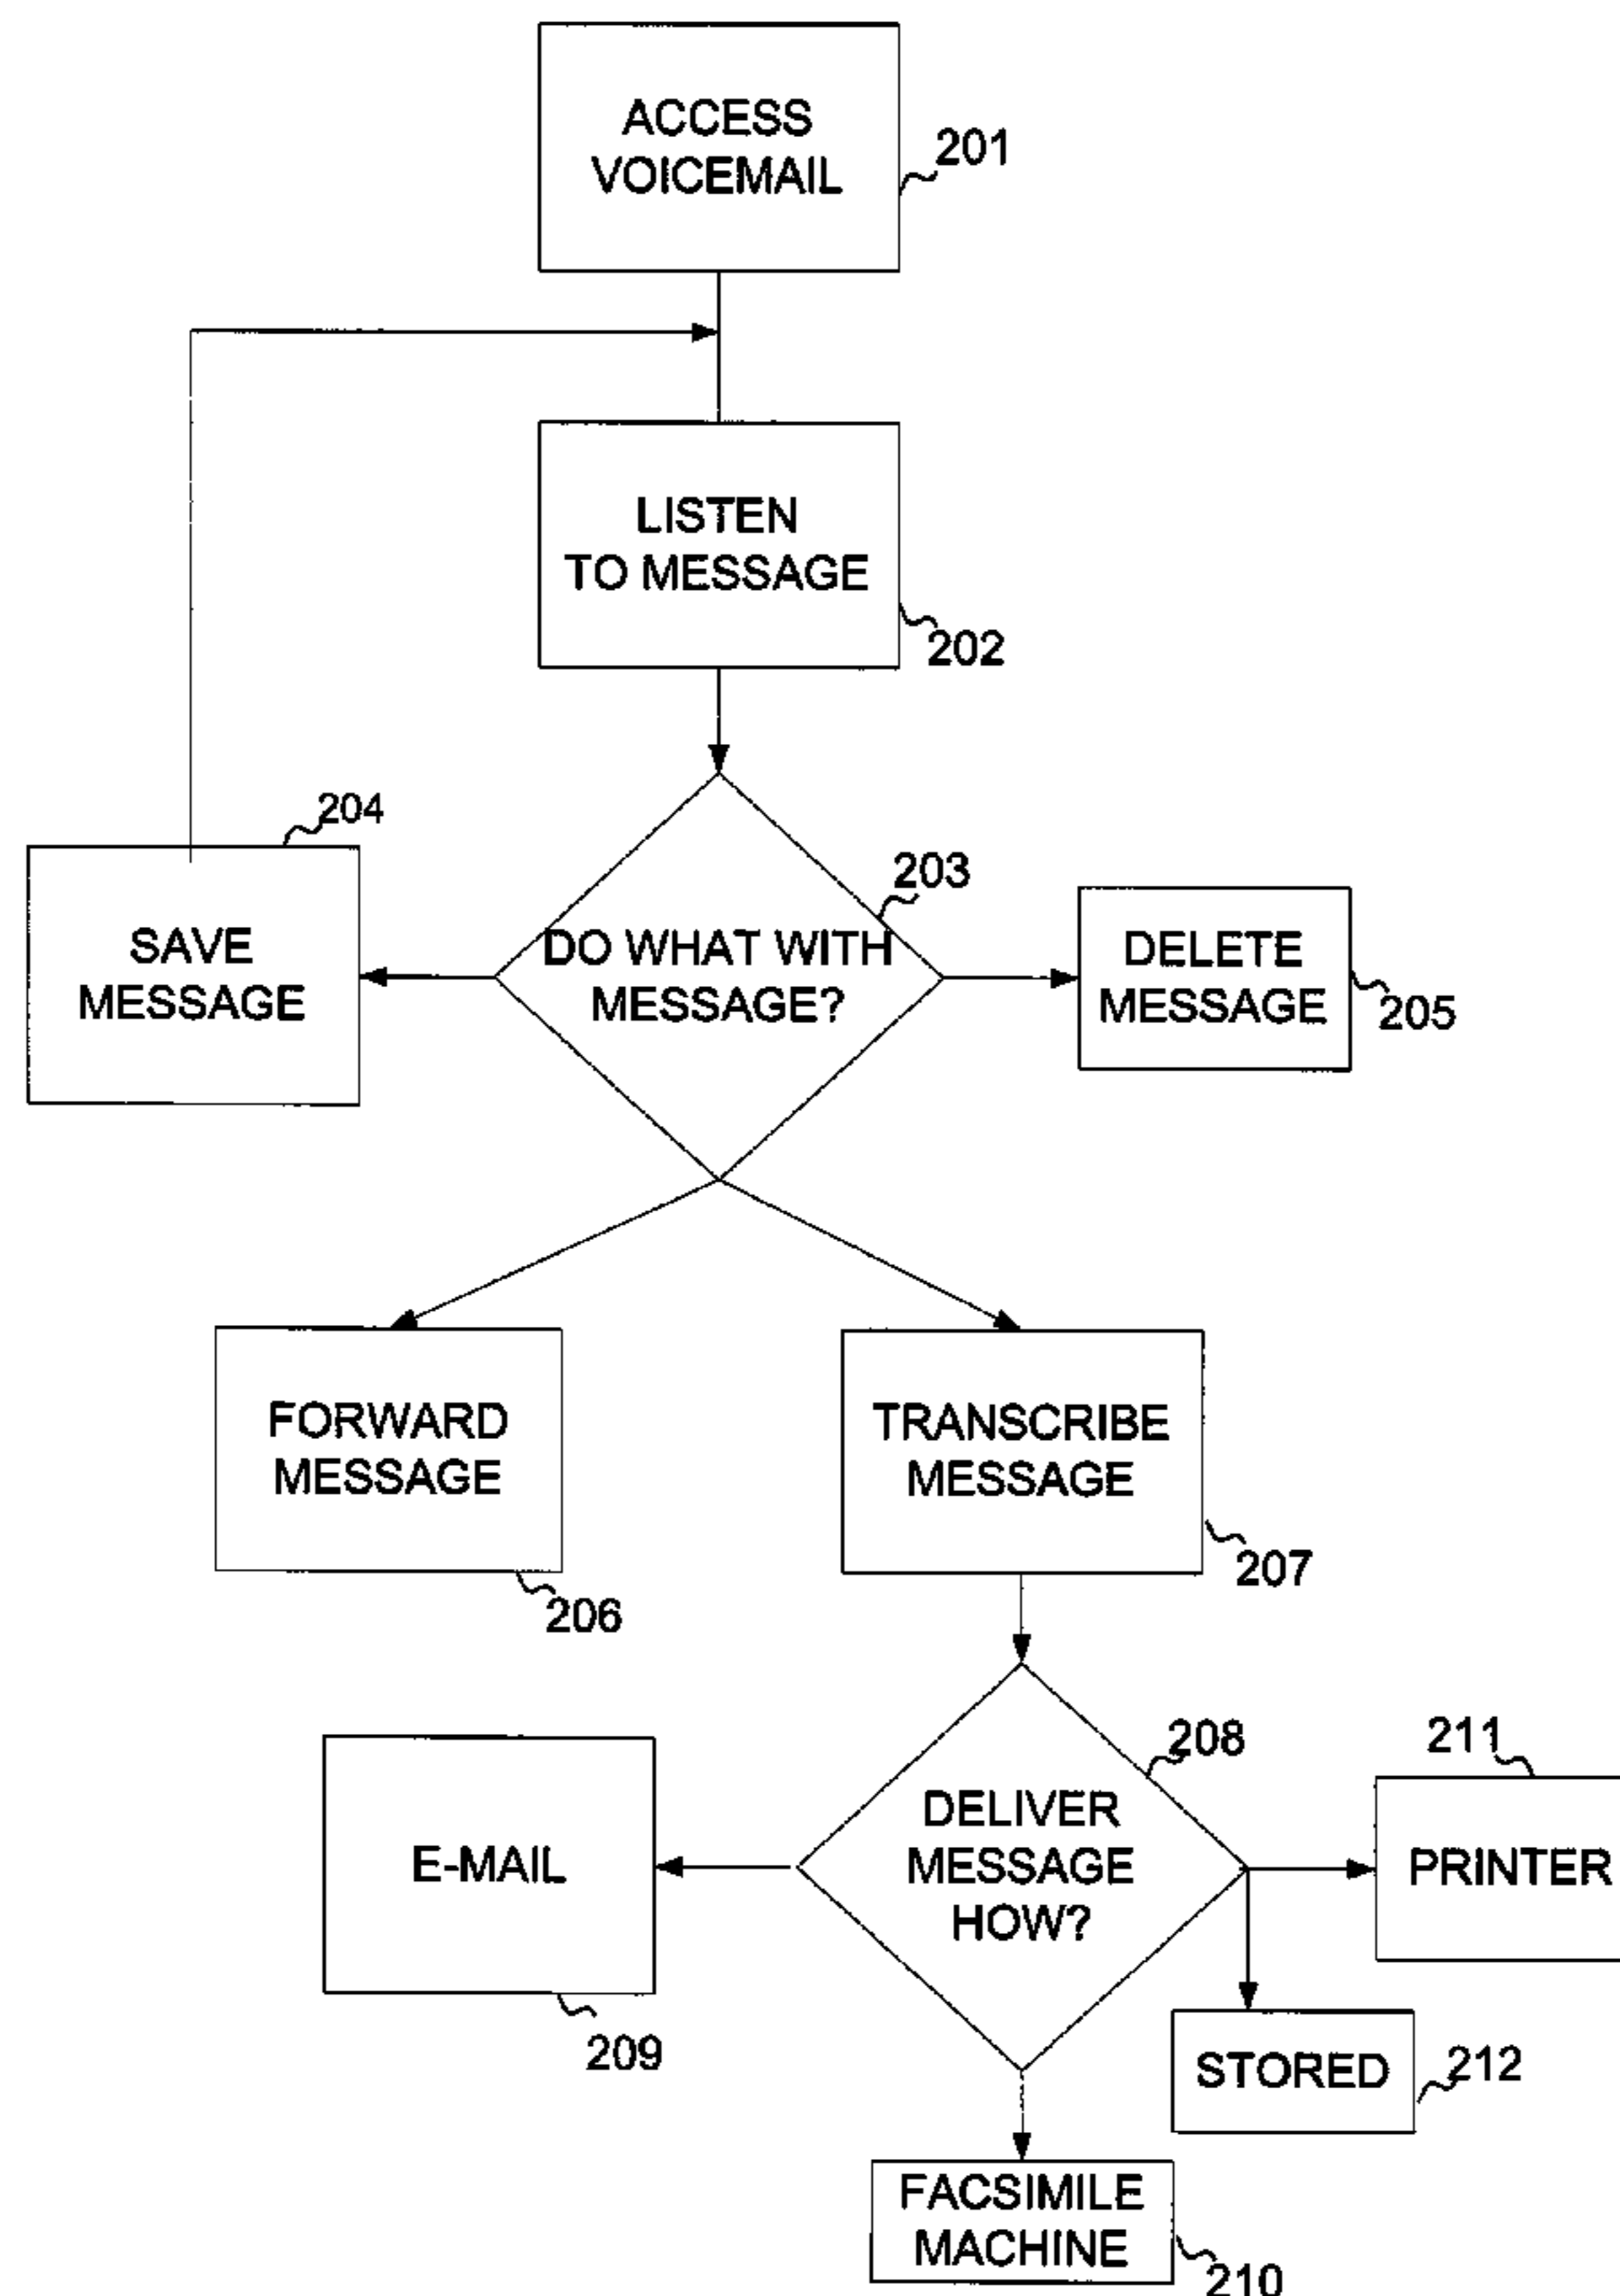 ACCESS
VOICEMAIL
201
LISTEN
TO MESSAGE
202
204
203
SAVE
MESSAGE
DO WHAT WITH
MESSAGE?
DELETE
MESSAGE
205
FORWARD
MESSAGE
206
TRANSCRIBE
MESSAGE
207
208
211
E-MAIL
209
DELIVER
MESSAGE
HOW?
PRINTER
STORED
212
FACSIMILE
MACHINE
210